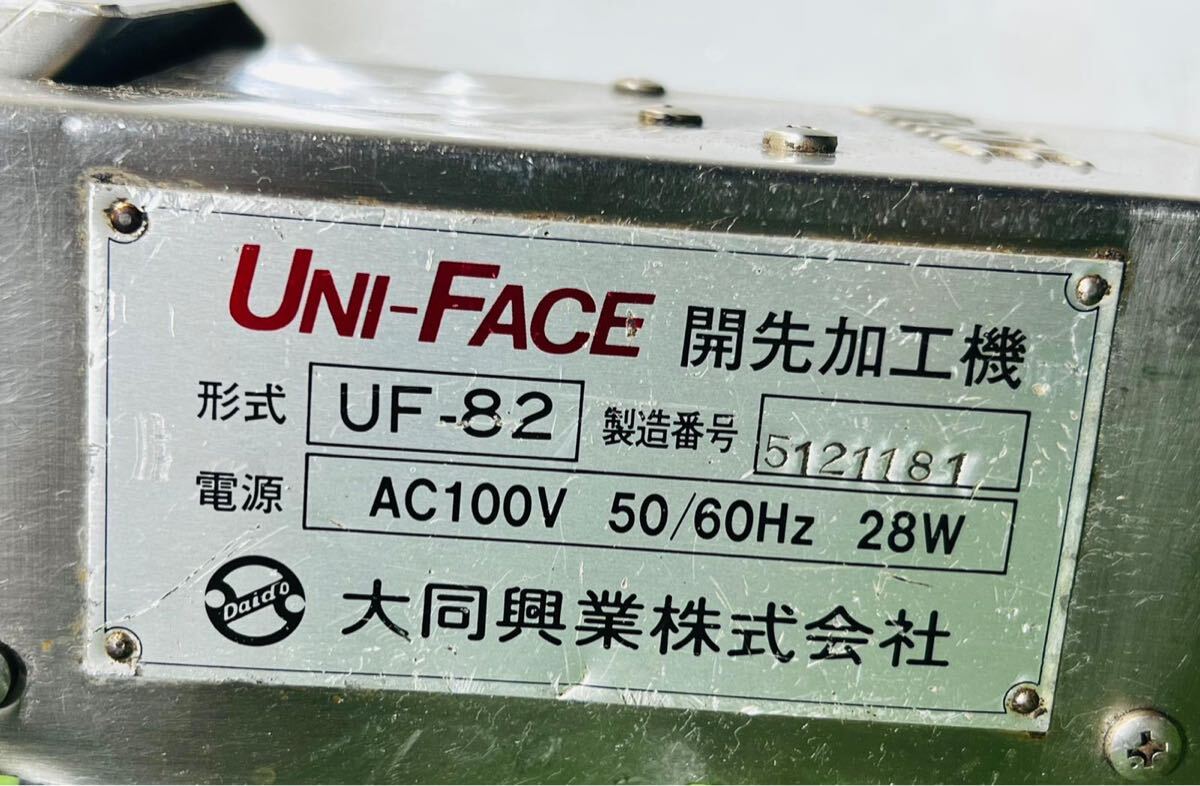 UNI-FACE 開先加工機
形式 UF-82 製造番号 5121181
電源 AC100V 50/60Hz 28W
Daido 大同興業株式会社